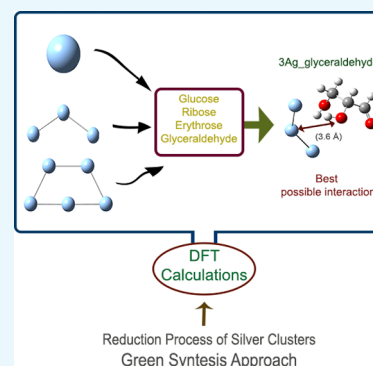 3Ag_glyceraldehyde
Glucose
Ribose
Erythrose
Glyceraldehyde
(3.6 A)
Best
possible interaction
DFT
Calculations
Reduction Process of Silver Clusters
Green Syntesis Approach